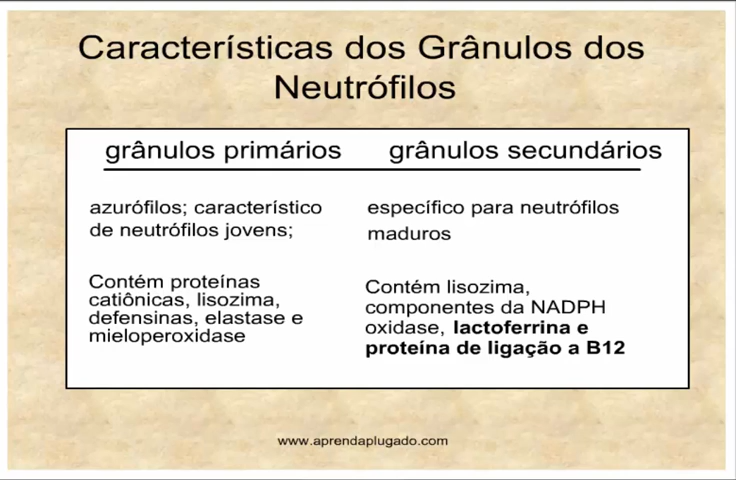 Características dos Grânulos dos
Neutrófilos
grânulos primários
grânulos secundários
azurófilos; característico
de neutrófilos jovens;
específico para neutrófilos
maduros
Contém proteínas
catiônicas, lisozima,
defensinas, elastase e
mieloperoxidase
Contém lisozima,
componentes da NADPH
oxidase, lactoferrina e
proteína de ligação a B12
www.aprendaplugado.com